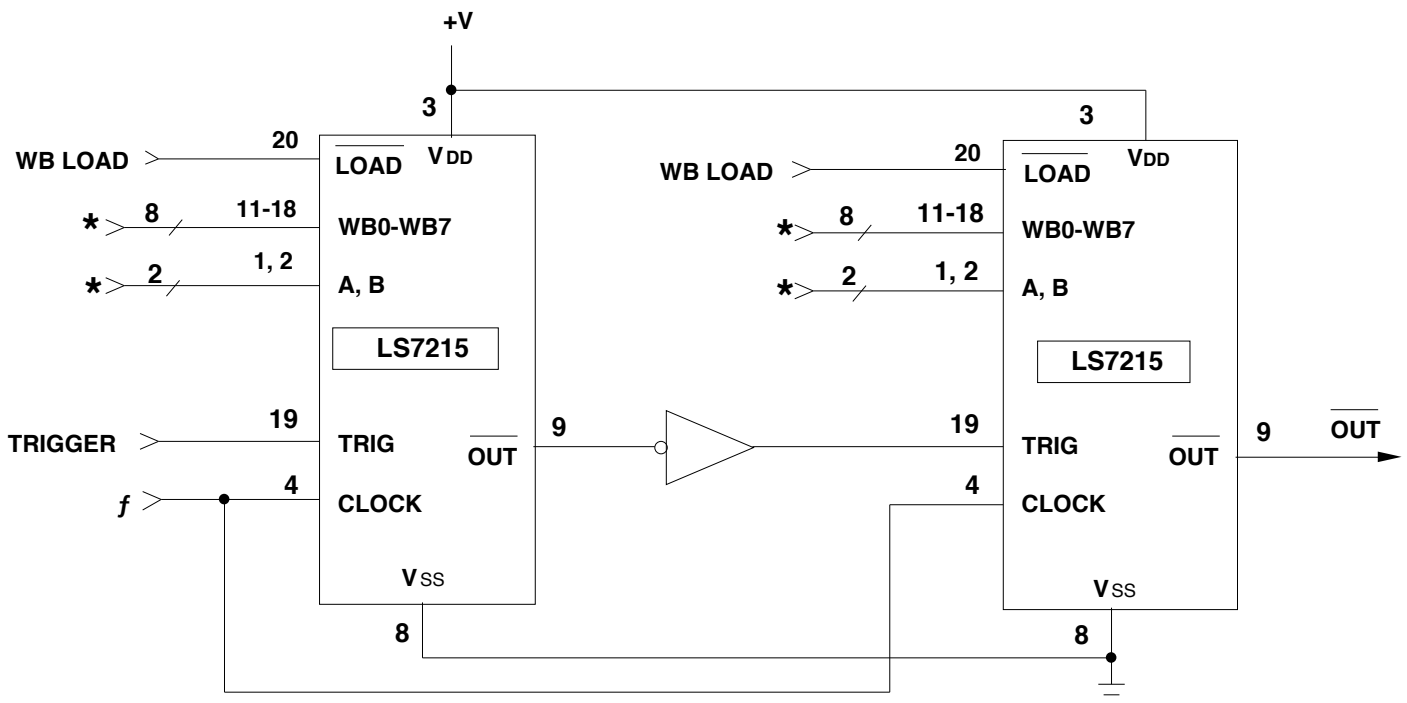 +V
3
3
20
WB LOAD
LOAD
VDD
20
WB LOAD
LOAD
VDD
* 8
11-18
WB0-WB7
* 8
11-18
WB0-WB7
* 2
1, 2
A, B
* 2
1, 2
A, B
LS7215
LS7215
TRIGGER
19
TRIG
OUT
9
19
TRIG
OUT
9
OUT
f
4
CLOCK
4
CLOCK
VSS
VSS
8
8